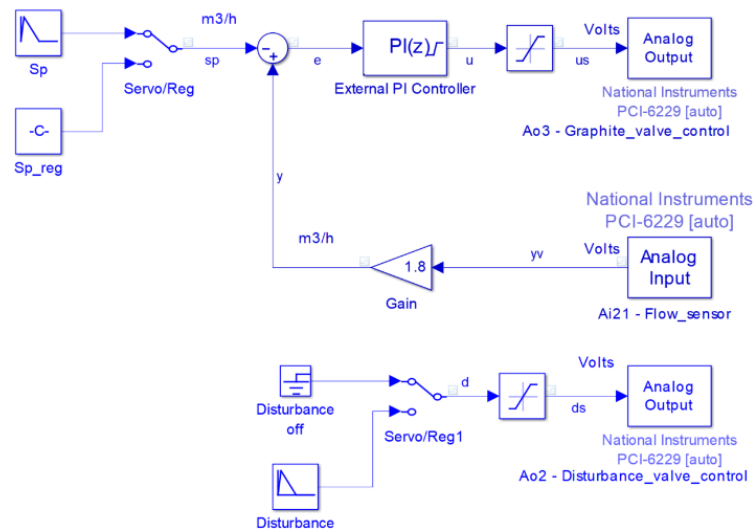 m3/h
Sp
Servo/Reg
sp
e
PI(z)
External PI Controller
u
us
Volts
Analog
Output
National Instruments
PCI-6229 [auto]
Ao3 - Graphite_valve_control
-C-
Sp_reg
y
m3/h
1.8
Gain
yv
National Instruments
PCI-6229 [auto]
Volts
Analog
Input
Ai21 - Flow_sensor
Disturbance
off
Servo/Reg1
d
ds
Volts
Analog
Output
National Instruments
PCI-6229 [auto]
Ao2 - Disturbance_valve_control
Disturbance